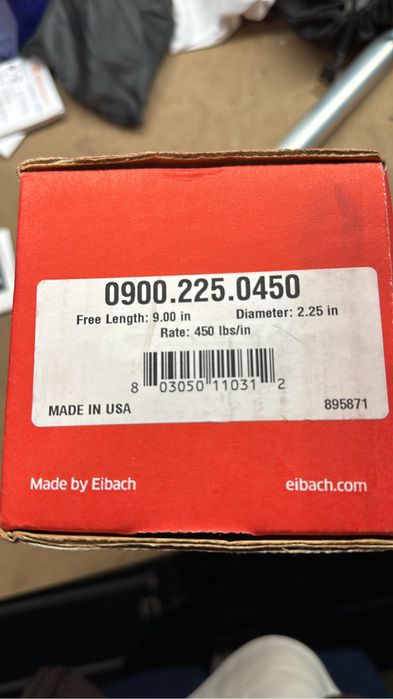 0900.225.0450
Free Length: 9.00 in Diameter: 2.25 in
Rate: 450 lbs/in
8 03050 11031 2
MADE IN USA 895871
Made by Eibach eibach.com